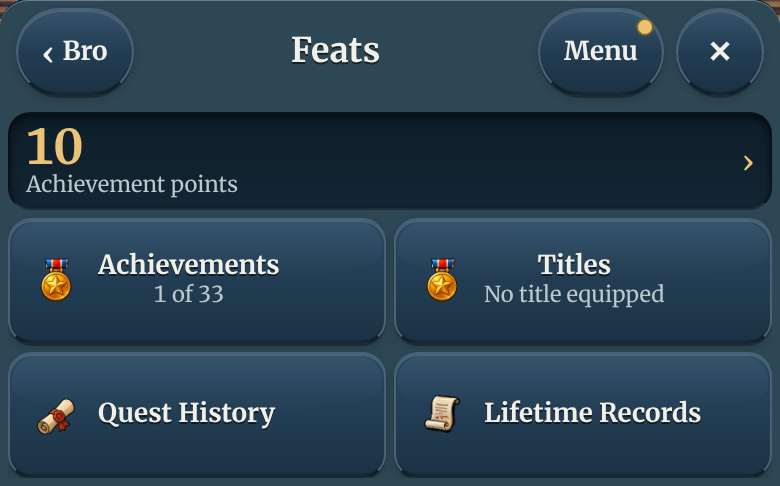 ‹ Bro
Feats
Menu
×
10
Achievement points
›
Achievements
1 of 33
Titles
No title equipped
Quest History
Lifetime Records